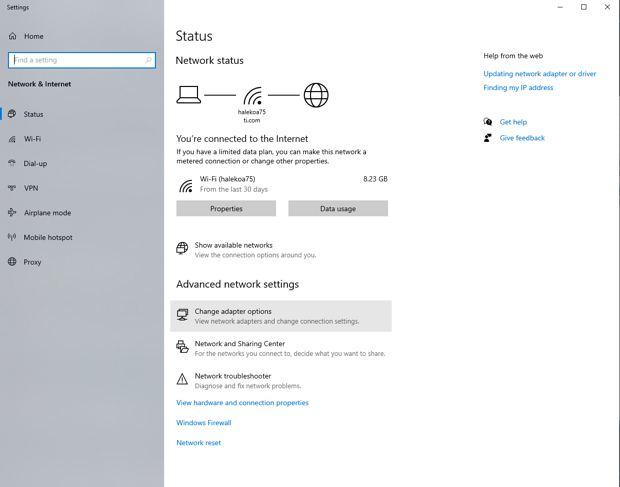 Settings
Home
Find a setting
Network & Internet
Status
Wi-Fi
Dial-up
VPN
Airplane mode
Mobile hotspot
Proxy
Status
Network status
halekoa75
ti.com
You're connected to the Internet
If you have a limited data plan, you can make this network a
metered connection or change other properties.
Wi-Fi (halekoa75)
8.23 GB
From the last 30 days
Properties
Data usage
Show available networks
View the connection options around you.
Advanced network settings
Change adapter options
View network adapters and change connection settings.
Network and Sharing Center
For the networks you connect to, decide what you want to share.
Network troubleshooter
Diagnose and fix network problems.
View hardware and connection properties
Windows Firewall
Network reset
Help from the web
Updating network adapter or driver
Finding my IP address
Get help
Give feedback